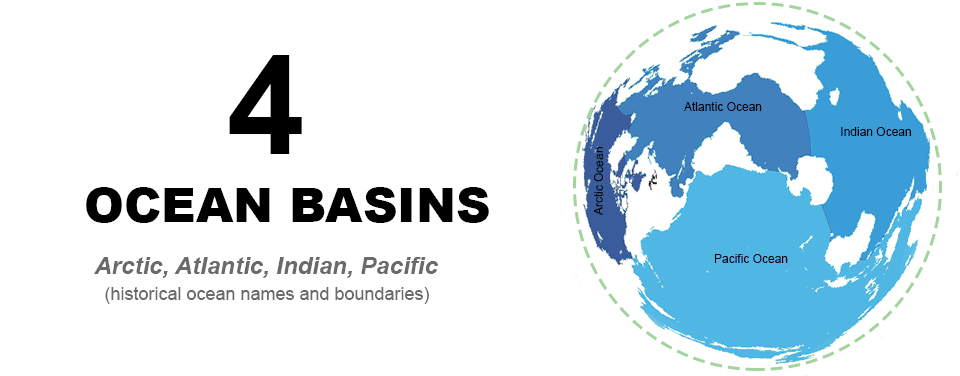 4
OCEAN BASINS
Arctic, Atlantic, Indian, Pacific
(historical ocean names and boundaries)
Atlantic Ocean
Indian Ocean
Arctic Ocean
Pacific Ocean